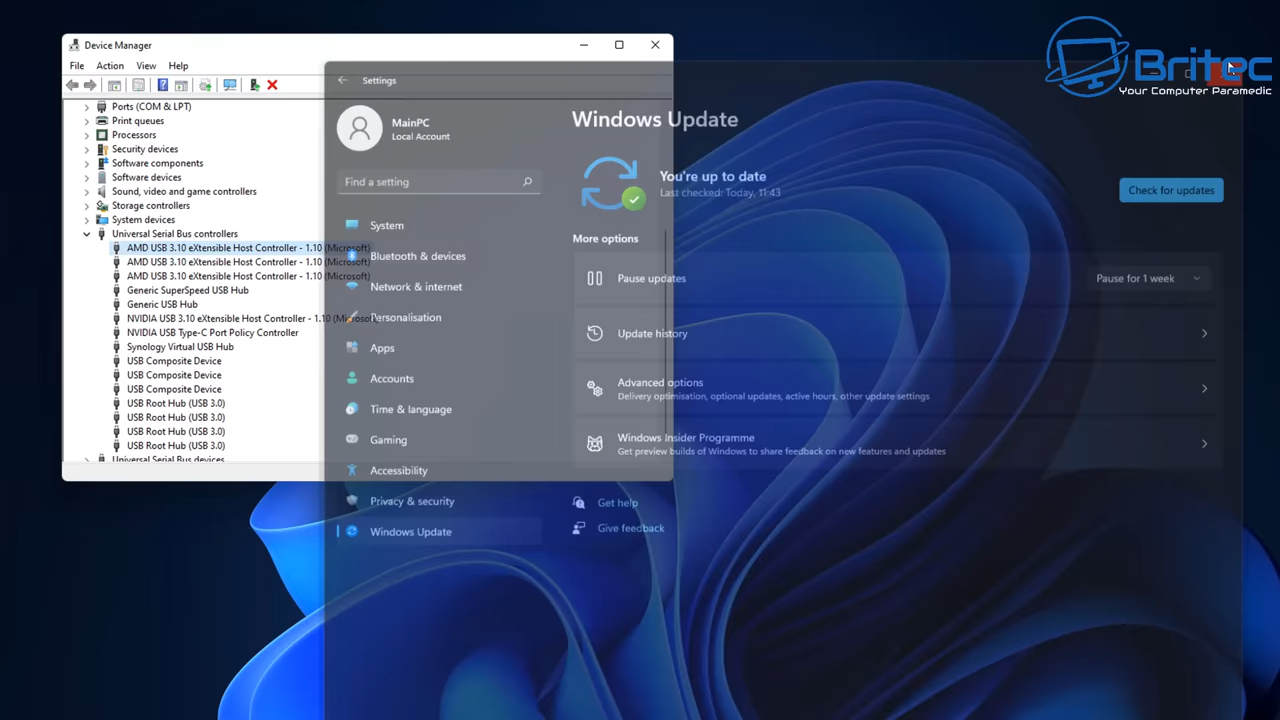 Device Manager
File Action View Help
Ports (COM & LPT)
Print queues
Processors
Security devices
Software components
Software devices
Sound, video and game controllers
Storage controllers
System devices
Universal Serial Bus controllers
AMD USB 3.10 eXtensible Host Controller - 1.10 (Microsoft)
AMD USB 3.10 eXtensible Host Controller - 1.10 (Microsoft)
AMD USB 3.10 eXtensible Host Controller - 1.10 (Microsoft)
Generic SuperSpeed USB Hub
Generic USB Hub
NVIDIA USB 3.10 eXtensible Host Controller - 1.10 (Microsoft)
NVIDIA USB Type-C Port Policy Controller
Synology Virtual USB Hub
USB Composite Device
USB Composite Device
USB Composite Device
USB Root Hub (USB 3.0)
USB Root Hub (USB 3.0)
USB Root Hub (USB 3.0)
USB Root Hub (USB 3.0)
Universal Serial Bus devices
Settings
MainPC
Local Account
Find a setting
System
Bluetooth & devices
Network & internet
Personalisation
Apps
Accounts
Time & language
Gaming
Accessibility
Privacy & security
Windows Update
Windows Update
You're up to date
Last checked: Today, 11:43
Check for updates
More options
Pause updates
Pause for 1 week
Update history
Advanced options
Delivery optimisation, optional updates, active hours, other update settings
Windows Insider Programme
Get preview builds of Windows to share feedback on new features and updates
Get help
Give feedback
Britec
Your Computer Paramedic